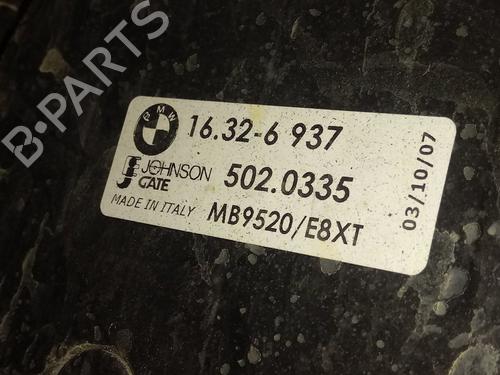 B-PARTS
BMW
16.32-6 937
JOHNSON
GATE
502.0335
MADE IN ITALY
MB9520/E8XT
03/10/07